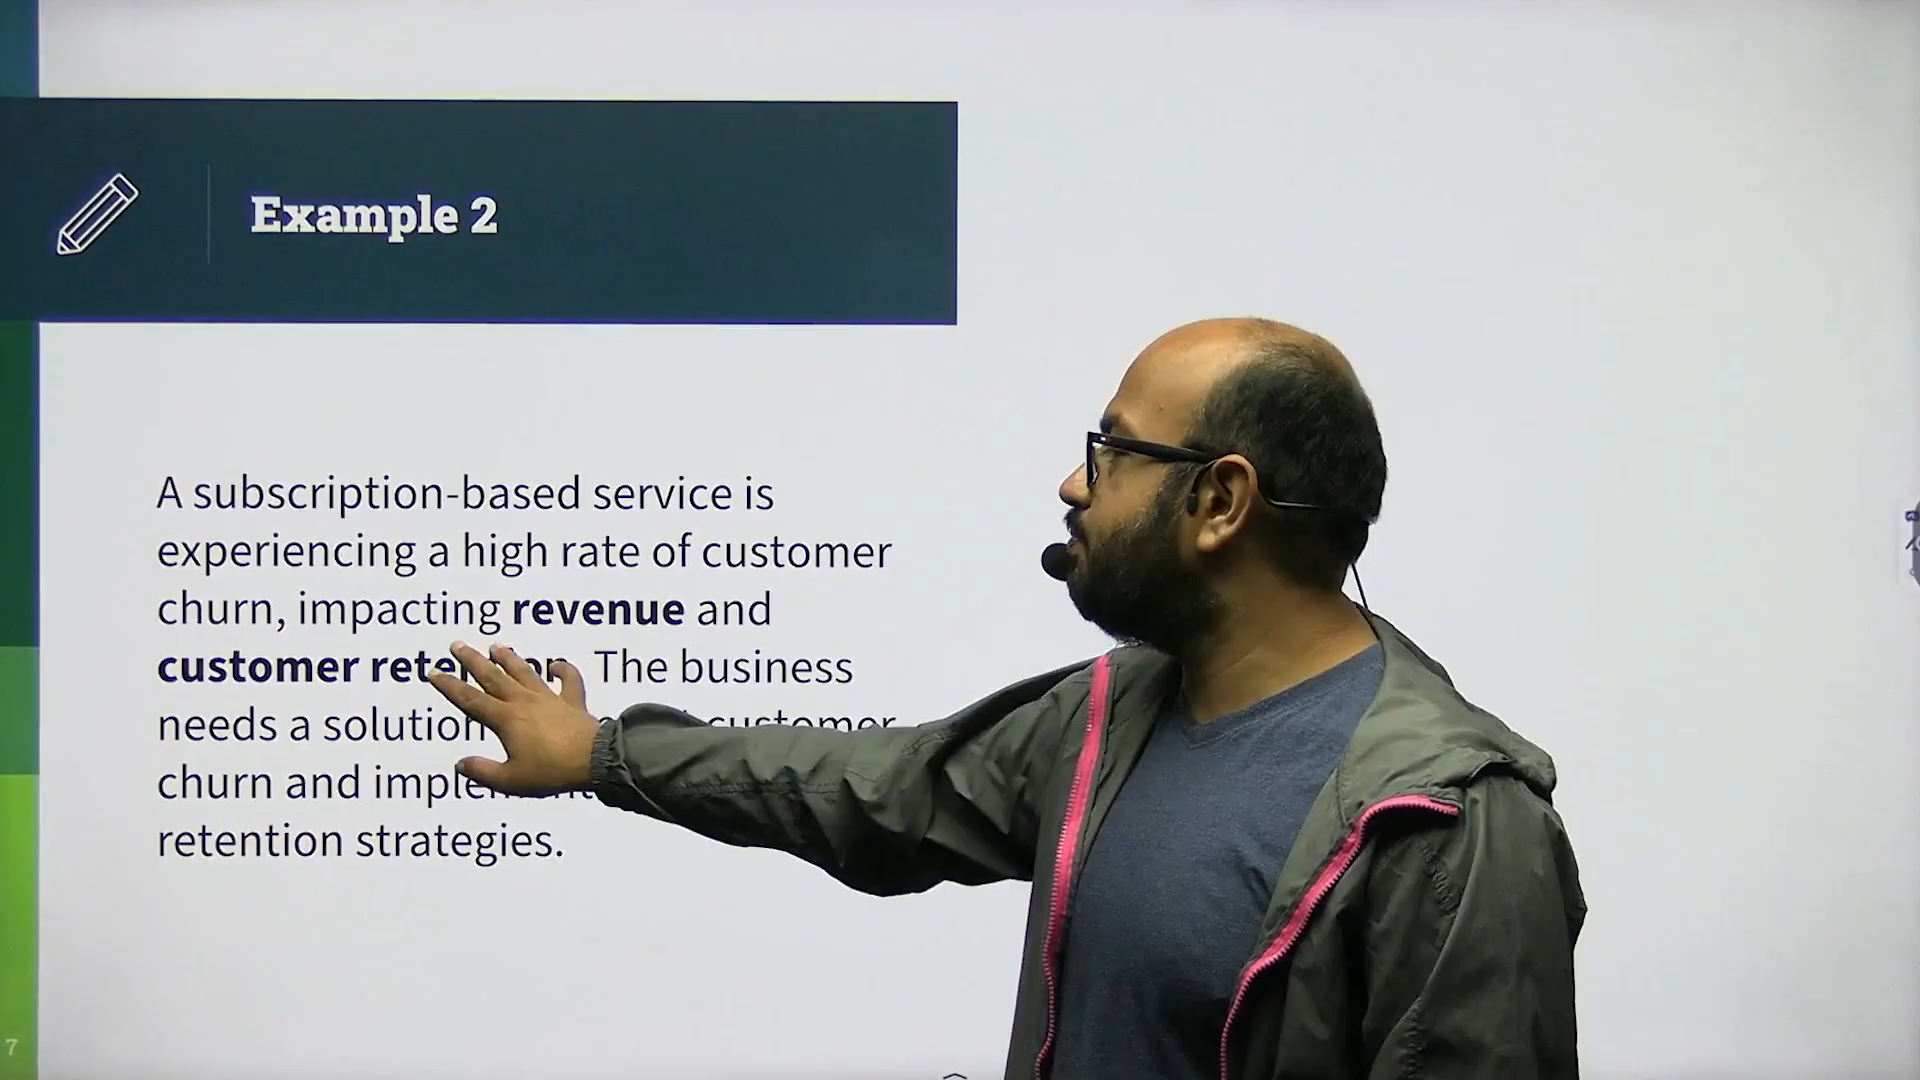 Example 2
A subscription-based service is
experiencing a high rate of customer
churn, impacting revenue and
customer retention. The business
needs a solution customer
churn and implement
retention strategies.
7